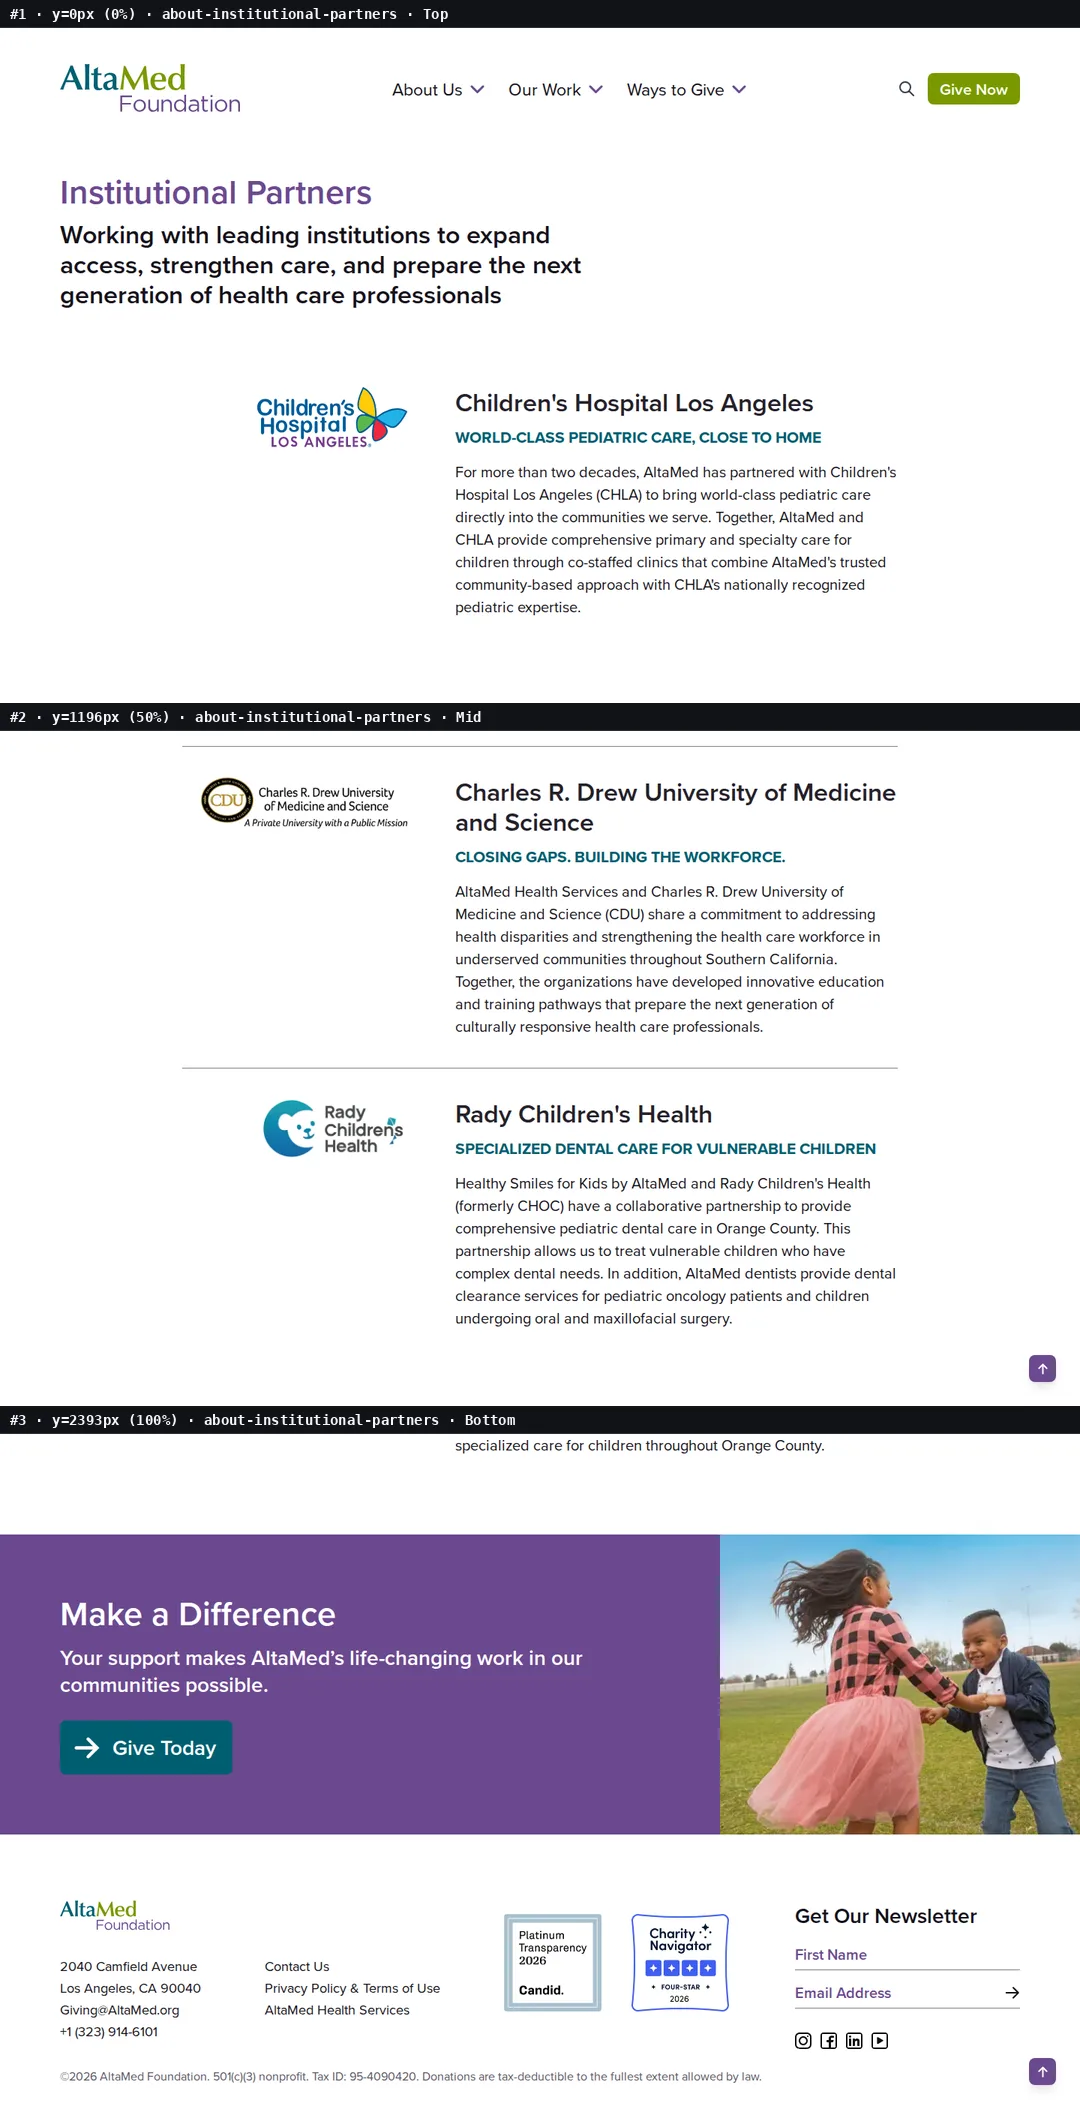 #1 · y=0px (0%) · about-institutional-partners · Top
AltaMed
Foundation
About Us
Our Work
Ways to Give
Give Now
Institutional Partners
Working with leading institutions to expand
access, strengthen care, and prepare the next
generation of health care professionals
Children's
Hospital
LOS ANGELES
Children's Hospital Los Angeles
WORLD-CLASS PEDIATRIC CARE, CLOSE TO HOME
For more than two decades, AltaMed has partnered with Children's
Hospital Los Angeles (CHLA) to bring world-class pediatric care
directly into the communities we serve. Together, AltaMed and
CHLA provide comprehensive primary and specialty care for
children through co-staffed clinics that combine AltaMed's trusted
community-based approach with CHLA's nationally recognized
pediatric expertise.
#2 · y=1196px (50%) · about-institutional-partners · Mid
CDU
Charles R. Drew University
of Medicine and Science
A Private University with a Public Mission
Charles R. Drew University of Medicine
and Science
CLOSING GAPS. BUILDING THE WORKFORCE.
AltaMed Health Services and Charles R. Drew University of
Medicine and Science (CDU) share a commitment to addressing
health disparities and strengthening the health care workforce in
underserved communities throughout Southern California.
Together, the organizations have developed innovative education
and training pathways that prepare the next generation of
culturally responsive health care professionals.
Rady
Children's
Health
Rady Children's Health
SPECIALIZED DENTAL CARE FOR VULNERABLE CHILDREN
Healthy Smiles for Kids by AltaMed and Rady Children's Health
(formerly CHOC) have a collaborative partnership to provide
comprehensive pediatric dental care in Orange County. This
partnership allows us to treat vulnerable children who have
complex dental needs. In addition, AltaMed dentists provide dental
clearance services for pediatric oncology patients and children
undergoing oral and maxillofacial surgery.
#3 · y=2393px (100%) · about-institutional-partners · Bottom
specialized care for children throughout Orange County.
Make a Difference
Your support makes AltaMed’s life-changing work in our
communities possible.
Give Today
AltaMed
Foundation
2040 Camfield Avenue
Los Angeles, CA 90040
Giving@AltaMed.org
+1 (323) 914-6101
Contact Us
Privacy Policy & Terms of Use
AltaMed Health Services
Platinum
Transparency
2026
Candid.
Charity
Navigator
FOUR-STAR
2026
Get Our Newsletter
First Name
Email Address
©2026 AltaMed Foundation. 501(c)(3) nonprofit. Tax ID: 95-4090420. Donations are tax-deductible to the fullest extent allowed by law.